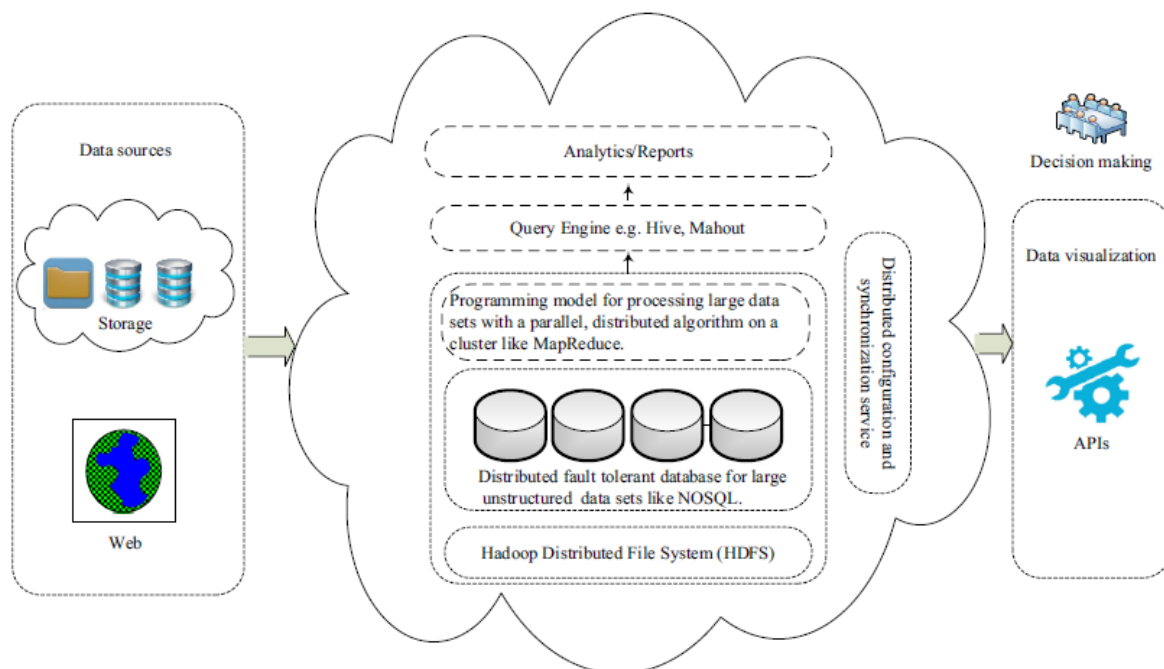 Data sources
Storage
Web
Analytics/Reports
Query Engine e.g. Hive, Mahout
Programming model for processing large data
sets with a parallel, distributed algorithm on a
cluster like MapReduce.
Distributed fault tolerant database for large
unstructured data sets like NOSQL.
Hadoop Distributed File System (HDFS)
Distributed configuration and
synchronization service
Decision making
Data visualization
APIs